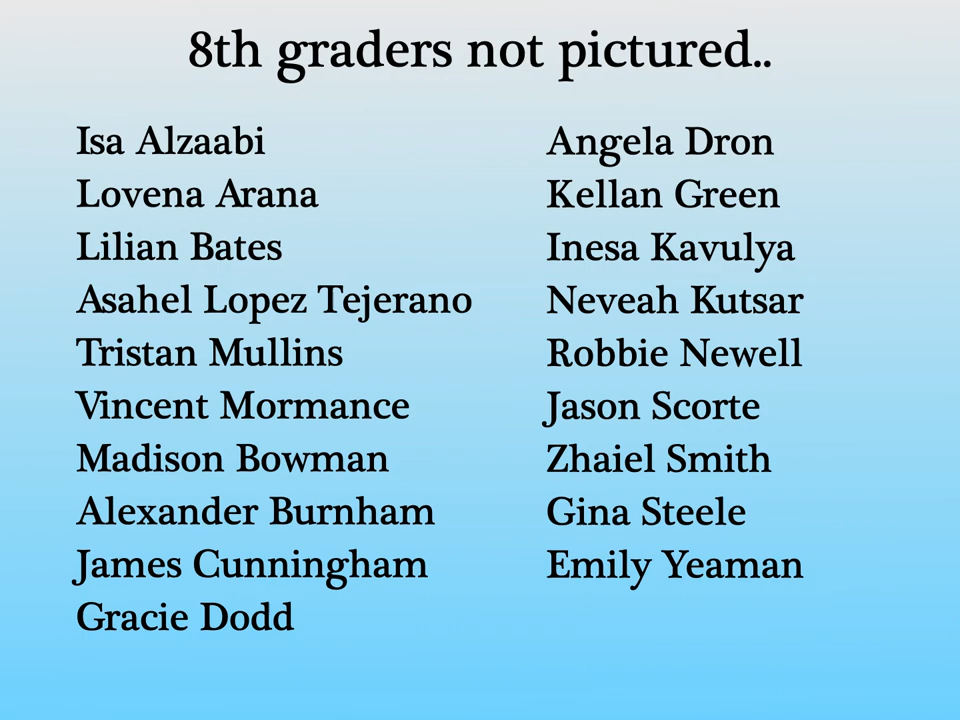 8th graders not pictured..
Isa Alzaabi
Lovena Arana
Lilian Bates
Asahel Lopez Tejerano
Tristan Mullins
Vincent Mormance
Madison Bowman
Alexander Burnham
James Cunningham
Gracie Dodd
Angela Dron
Kellan Green
Inesa Kavulya
Neveah Kutsar
Robbie Newell
Jason Scorte
Zhaiel Smith
Gina Steele
Emily Yeaman